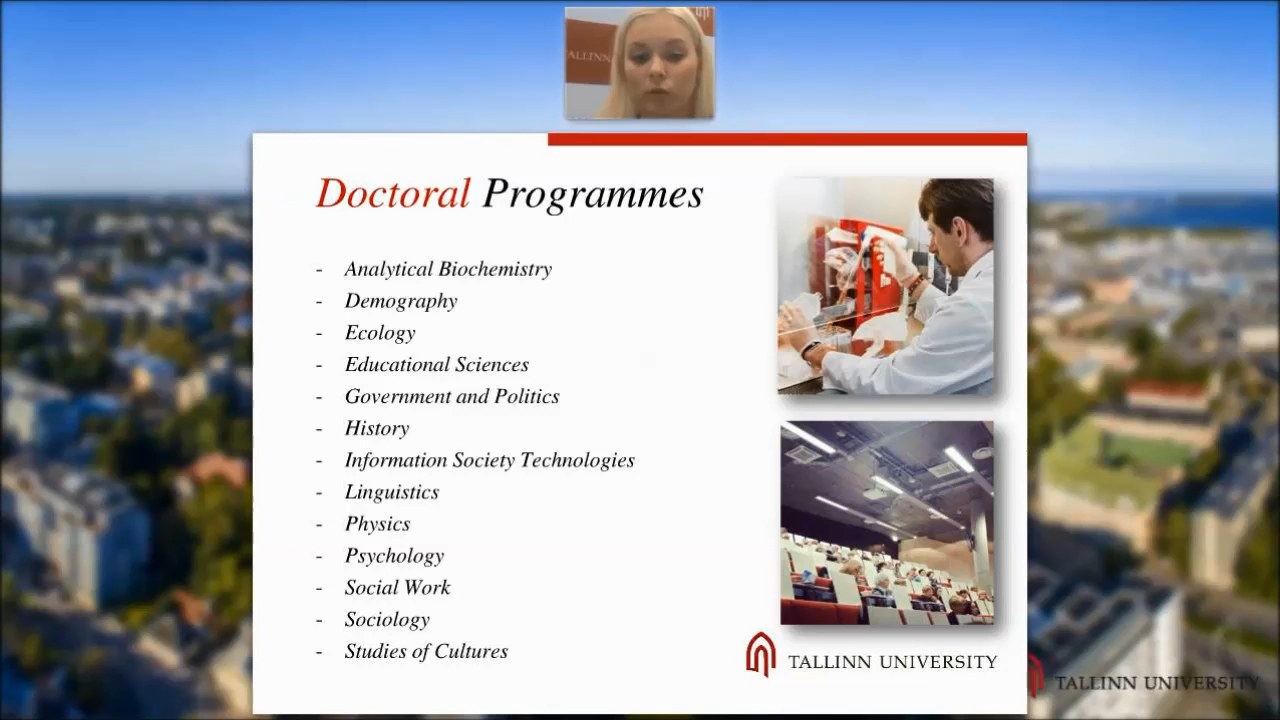 ALLINN
Doctoral Programmes
- Analytical Biochemistry
- Demography
- Ecology
- Educational Sciences
- Government and Politics
- History
- Information Society Technologies
- Linguistics
- Physics
- Psychology
- Social Work
- Sociology
- Studies of Cultures
TALLINN UNIVERSITY
TALLINN UNIVERSITY